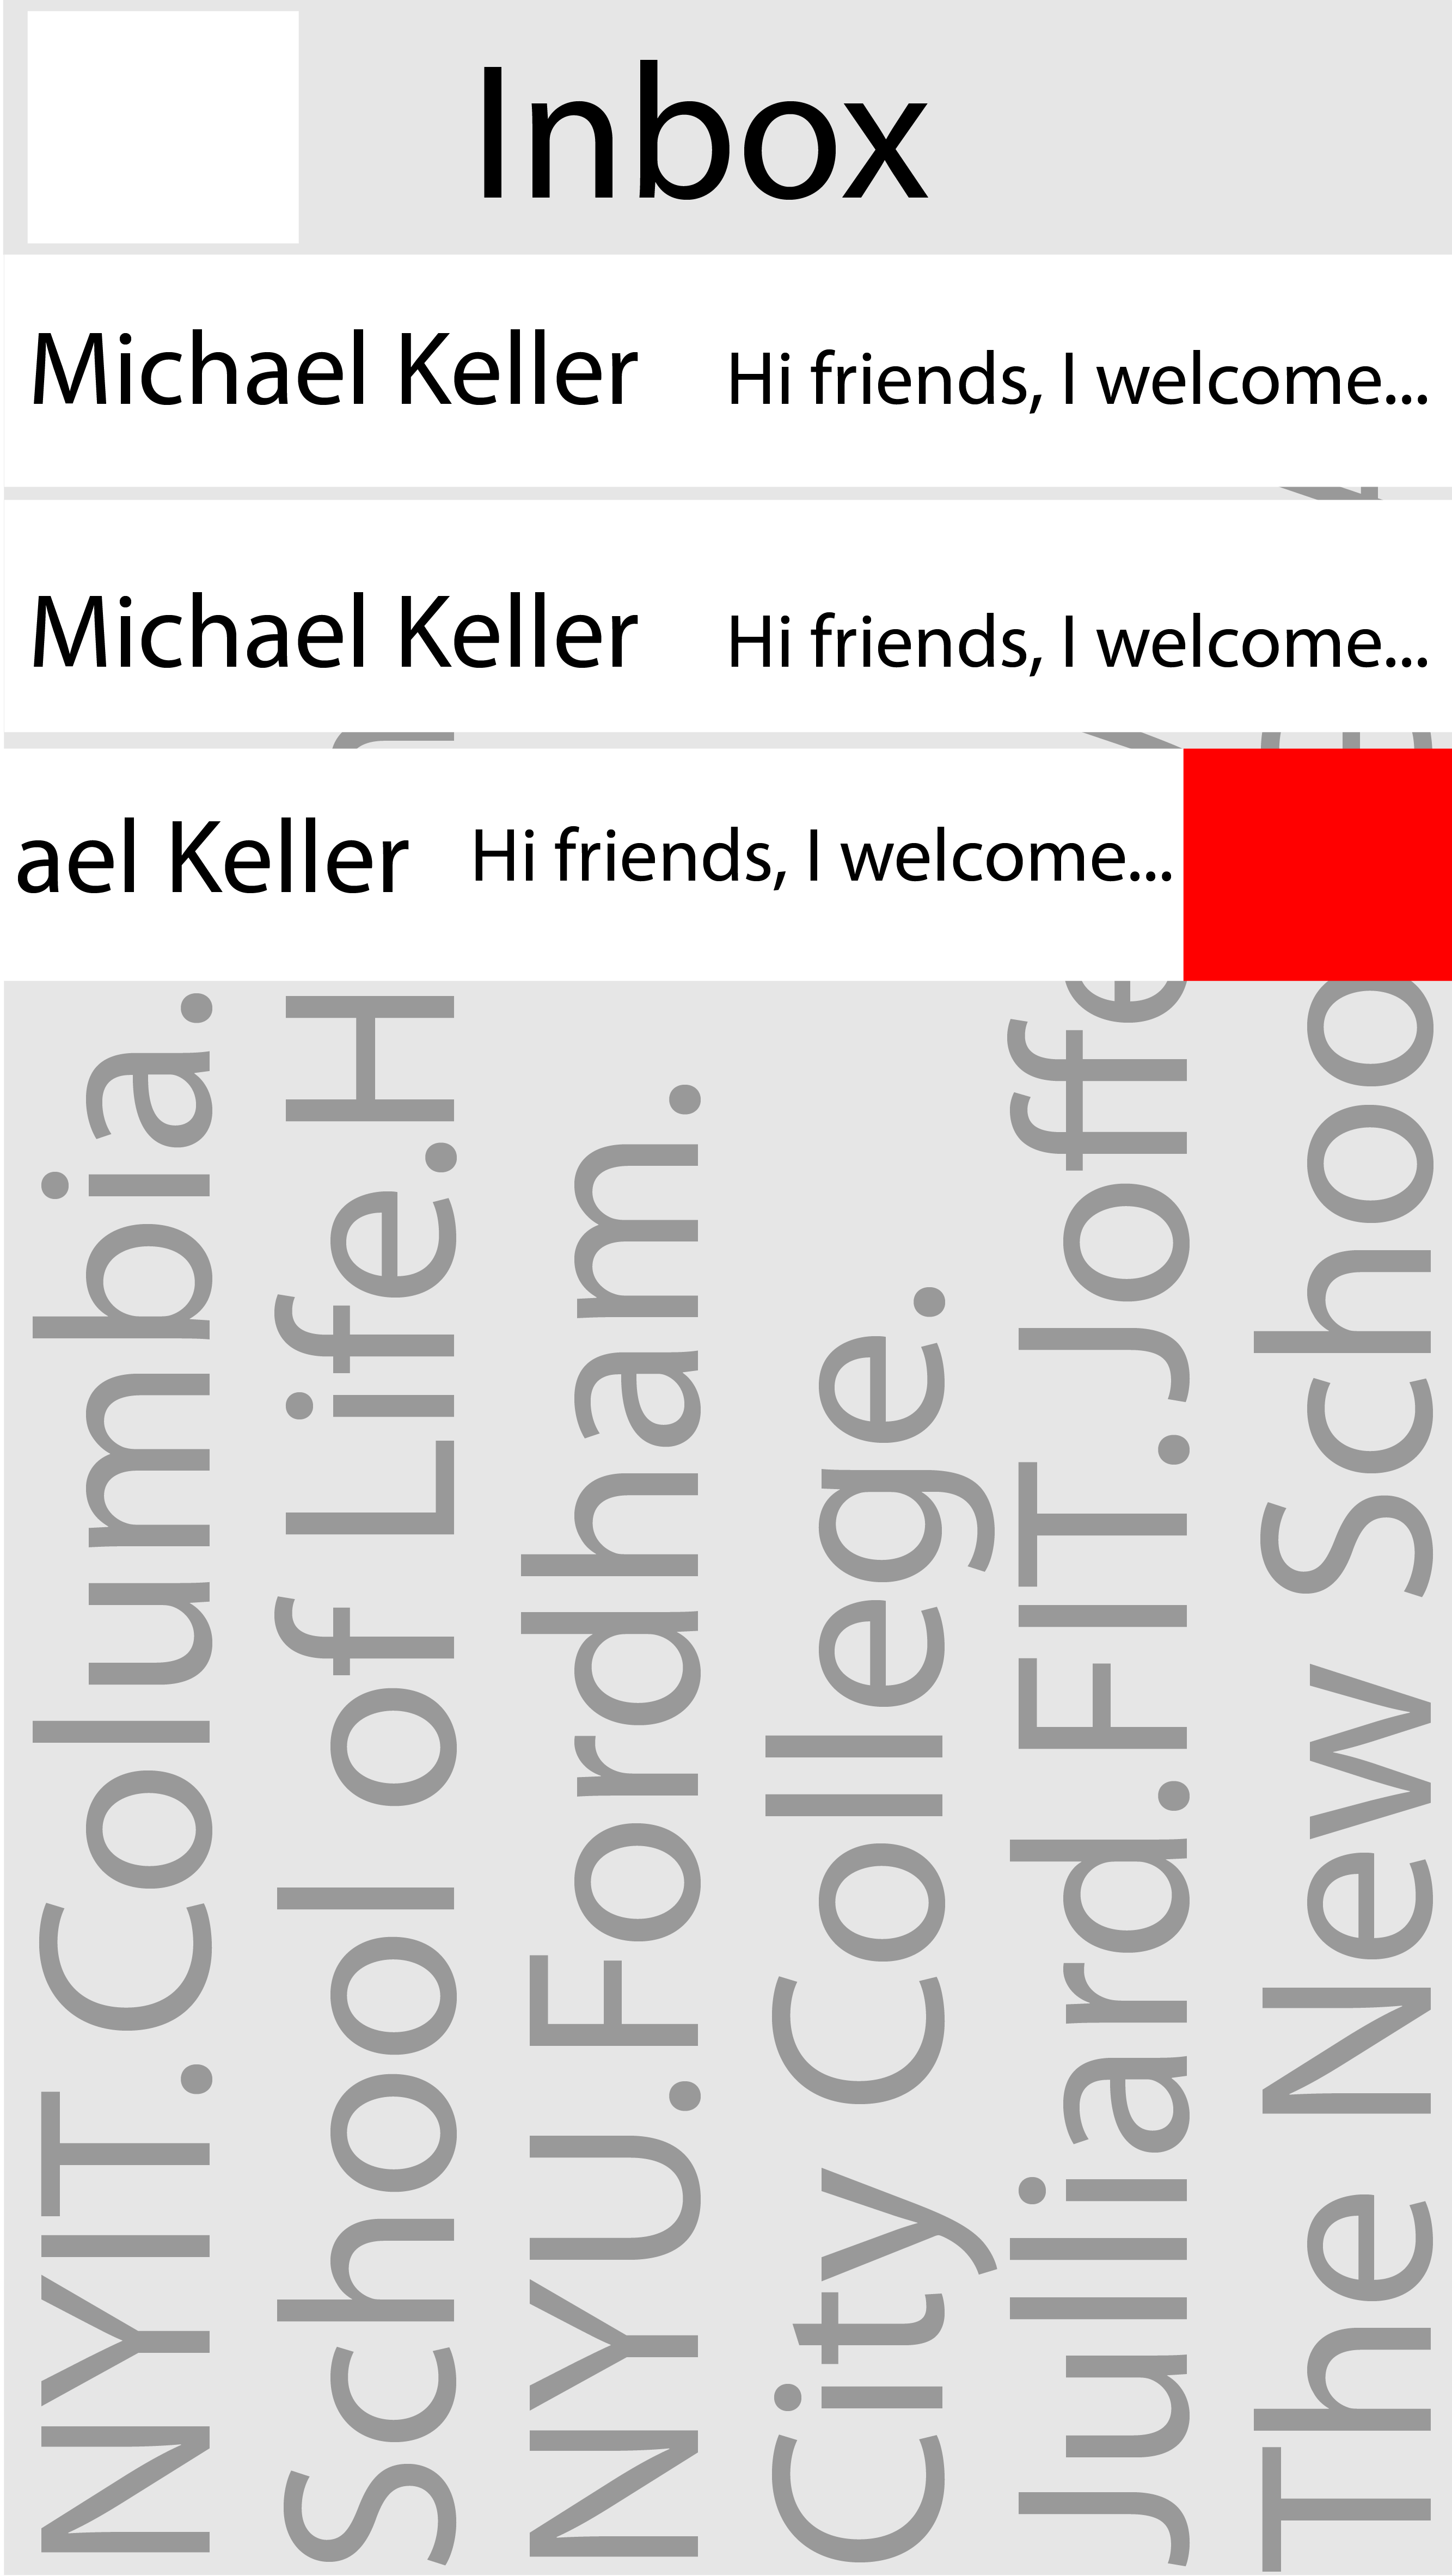 Inbox
Michael Keller Hi friends, I welcome...
Michael Keller Hi friends, I welcome...
ael Keller Hi friends, I welcome...
NYIT.Columbia.
School of Life.H
NYU.Fordham.
City College.
Julliard.FIT.Joffe
The New Schoo